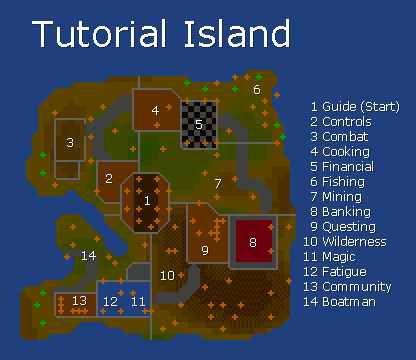 Tutorial Island
6
4
5
3
2
7
1
8
9
14
10
13
12
11
1 Guide (Start)
2 Controls
3 Combat
4 Cooking
5 Financial
6 Fishing
7 Mining
8 Banking
9 Questing
10 Wilderness
11 Magic
12 Fatigue
13 Community
14 Boatman